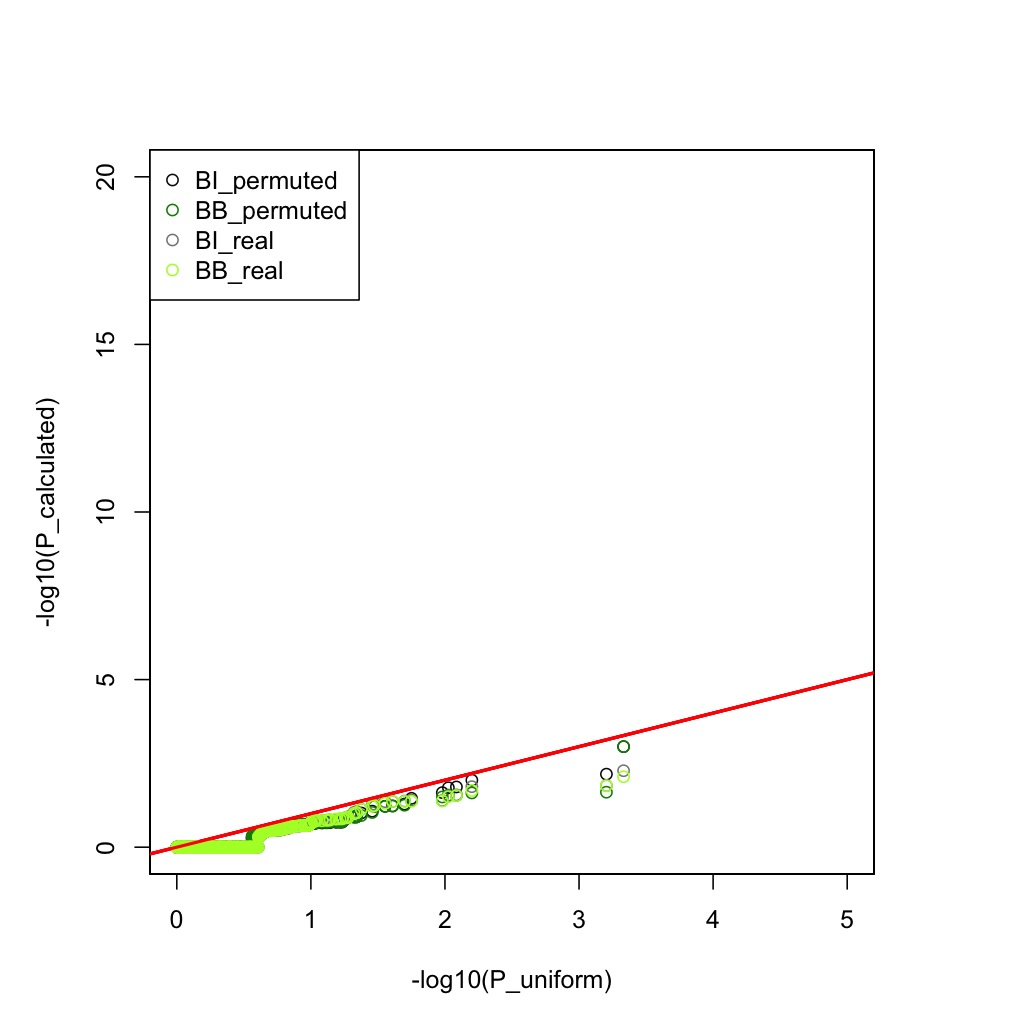 BI_permuted
BB_permuted
BI_real
BB_real
20
15
10
5
0
-log10(P_calculated)
0 1 2 3 4 5
-log10(P_uniform)